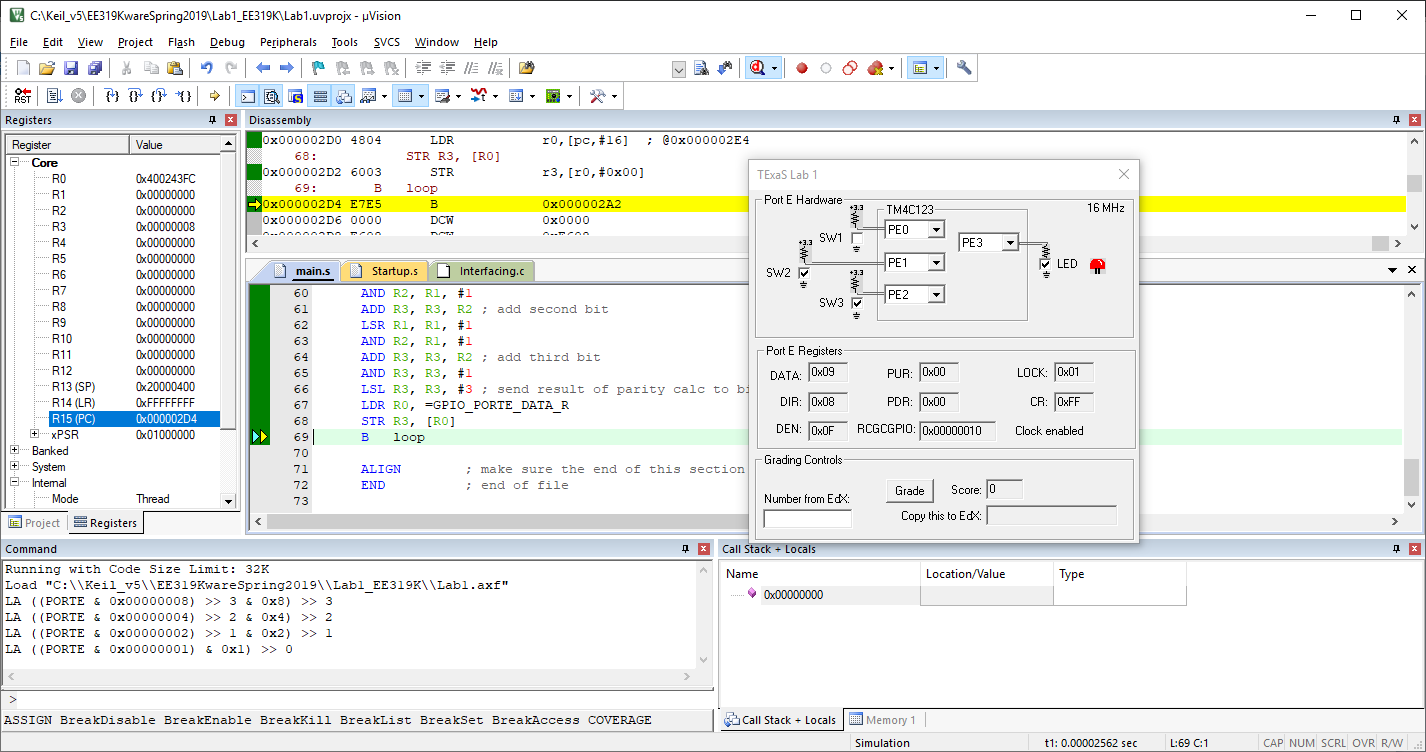 C:\Keil_v5\EE319KwareSpring2019\Lab1_EE319K\Lab1.uvprojx - µVision
File Edit View Project Flash Debug Peripherals Tools SVCS Window Help
Registers
Register Value
Core
R0 0x400243FC
R1 0x00000000
R2 0x00000000
R3 0x00000008
R4 0x00000000
R5 0x00000000
R6 0x00000000
R7 0x00000000
R8 0x00000000
R9 0x00000000
R10 0x00000000
R11 0x00000000
R12 0x00000000
R13 (SP) 0x20000400
R14 (LR) 0xFFFFFFFF
R15 (PC) 0x000002D4
xPSR 0x01000000
Banked
System
Internal
Mode Thread
Project Registers
Disassembly
0x000002D0 4804 LDR r0,[pc,#16] ; @0x000002E4
68: STR R3, [R0]
0x000002D2 6003 STR r3,[r0,#0x00]
69: B loop
0x000002D4 E7E5 B 0x000002A2
0x000002D6 0000 DCW 0x0000
main.s Startup.s Interfacing.c
60 AND R2, R1, #1
61 ADD R3, R3, R2 ; add second bit
62 LSR R1, R1, #1
63 AND R2, R1, #1
64 ADD R3, R3, R2 ; add third bit
65 AND R3, R3, #1
66 LSL R3, R3, #3 ; send result of parity calc to bi
67 LDR R0, =GPIO_PORTE_DATA_R
68 STR R3, [R0]
69 B loop
70
71 ALIGN ; make sure the end of this section
72 END ; end of file
73
TExaS Lab 1
Port E Hardware
16 MHz
TM4C123
+3.3
SW1 PE0
PE3
+3.3
SW2 PE1
LED
+3.3
SW3 PE2
Port E Registers
DATA: 0x09 PUR: 0x00 LOCK: 0x01
DIR: 0x08 PDR: 0x00 CR: 0xFF
DEN: 0x0F RCGCGPIO: 0x00000010 Clock enabled
Grading Controls
Number from EdX:
Grade Score: 0
Copy this to EdX:
Command
Running with Code Size Limit: 32K
Load "C:\\Keil_v5\\EE319KwareSpring2019\\Lab1_EE319K\\Lab1.axf"
LA ((PORTE & 0x00000008) >> 3 & 0x8) >> 3
LA ((PORTE & 0x00000004) >> 2 & 0x4) >> 2
LA ((PORTE & 0x00000002) >> 1 & 0x2) >> 1
LA ((PORTE & 0x00000001) & 0x1) >> 0
>
ASSIGN BreakDisable BreakEnable BreakKill BreakList BreakSet BreakAccess COVERAGE
Call Stack + Locals
Name Location/Value Type
0x00000000
Call Stack + Locals Memory 1
Simulation t1: 0.00002562 sec L:69 C:1 CAP NUM SCRL OVR R/W